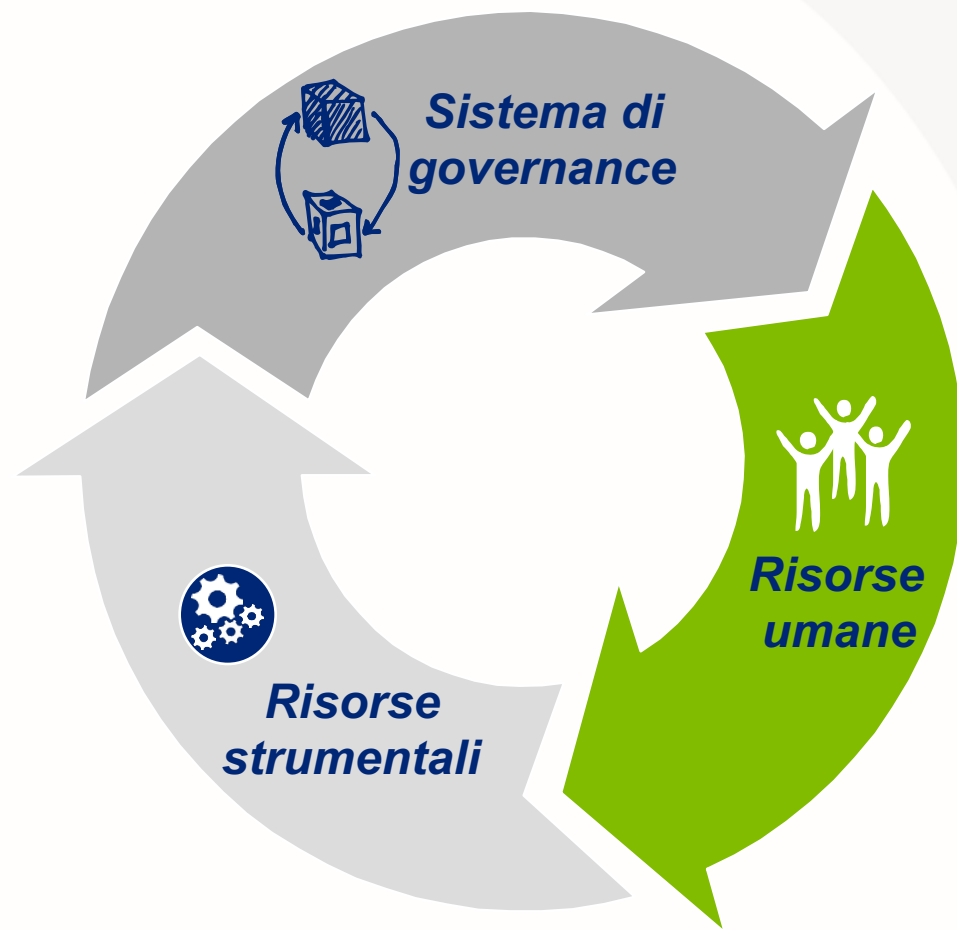 Sistema di
governance
Risorse
umane
Risorse
strumentali